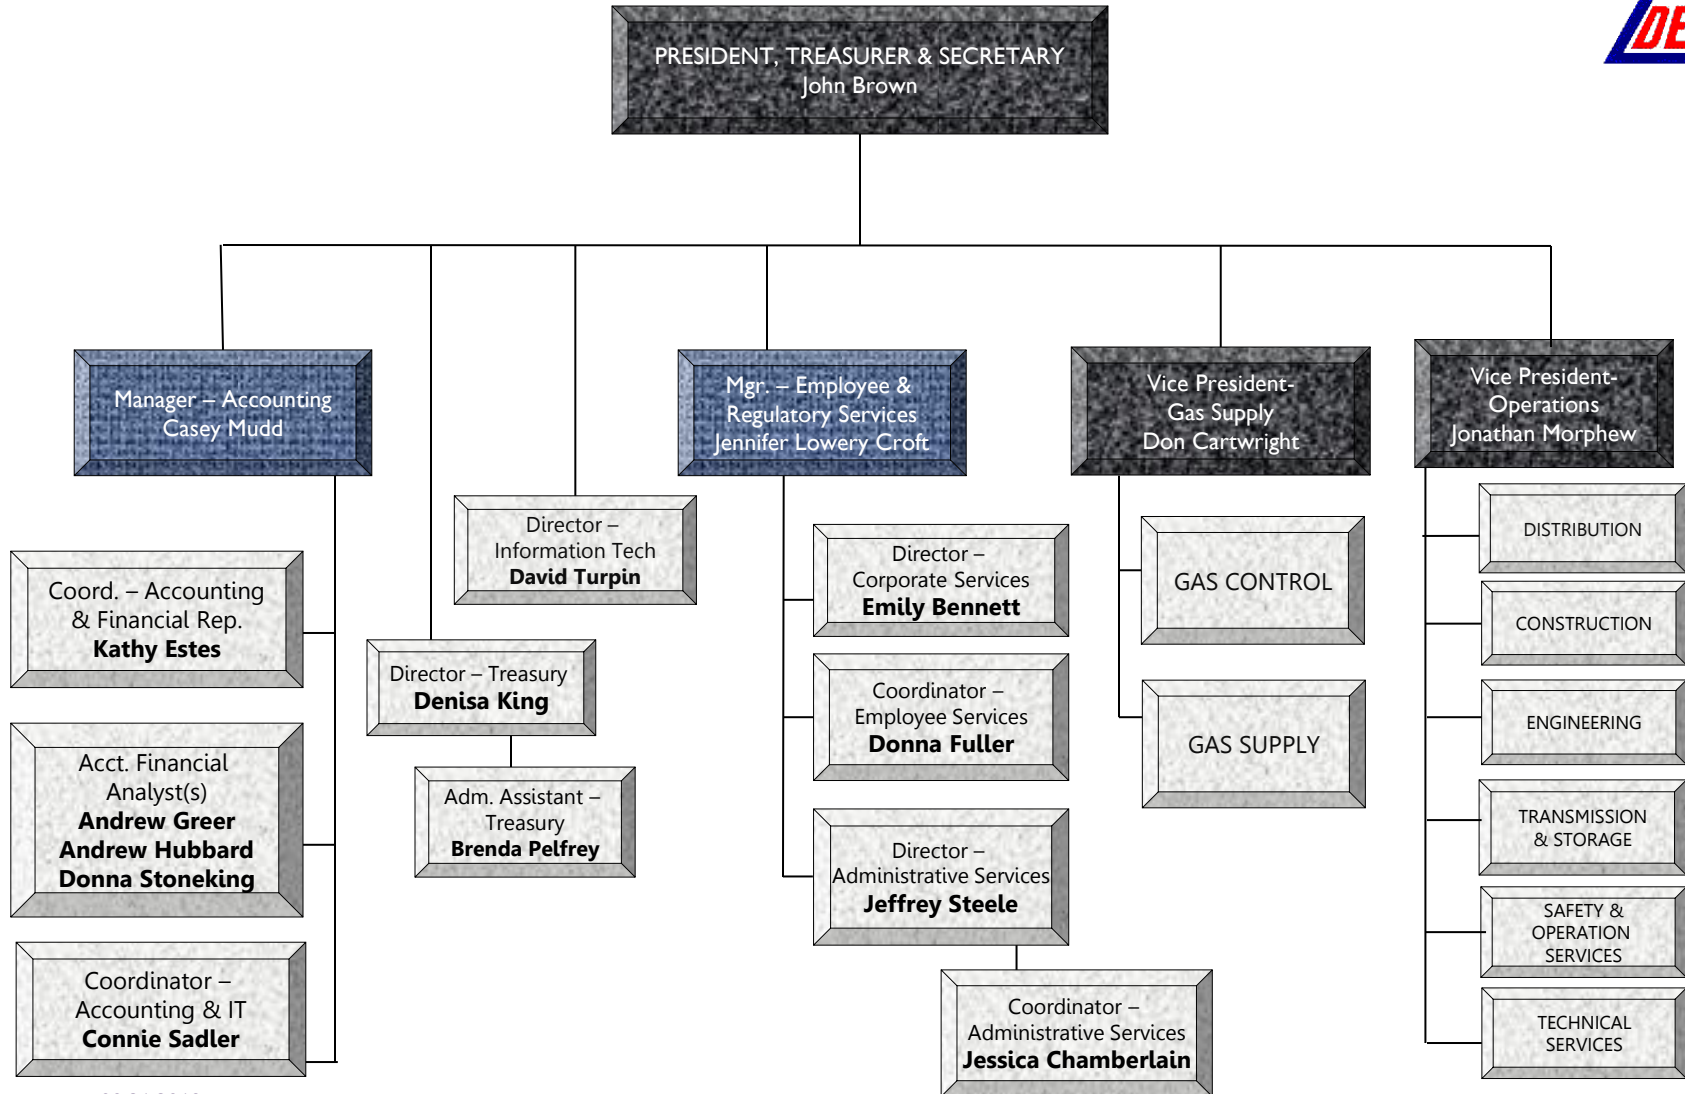 PRESIDENT, TREASURER & SECRETARY
John Brown
Manager – Accounting
Casey Mudd
Mgr. – Employee &
Regulatory Services
Jennifer Lowery Croft
Vice President-
Gas Supply
Don Cartwright
Vice President-
Operations
Jonathan Morphew
Coord. – Accounting
& Financial Rep.
Kathy Estes
Acct. Financial
Analyst(s)
Andrew Greer
Andrew Hubbard
Donna Stoneking
Coordinator –
Accounting & IT
Connie Sadler
Director – Treasury
Denisa King
Adm. Assistant –
Treasury
Brenda Pelfrey
Director –
Information Tech
David Turpin
Director –
Corporate Services
Emily Bennett
Coordinator –
Employee Services
Donna Fuller
Director –
Administrative Services
Jeffrey Steele
Coordinator –
Administrative Services
Jessica Chamberlain
GAS CONTROL
GAS SUPPLY
DISTRIBUTION
CONSTRUCTION
ENGINEERING
TRANSMISSION
& STORAGE
SAFETY &
OPERATION
SERVICES
TECHNICAL
SERVICES